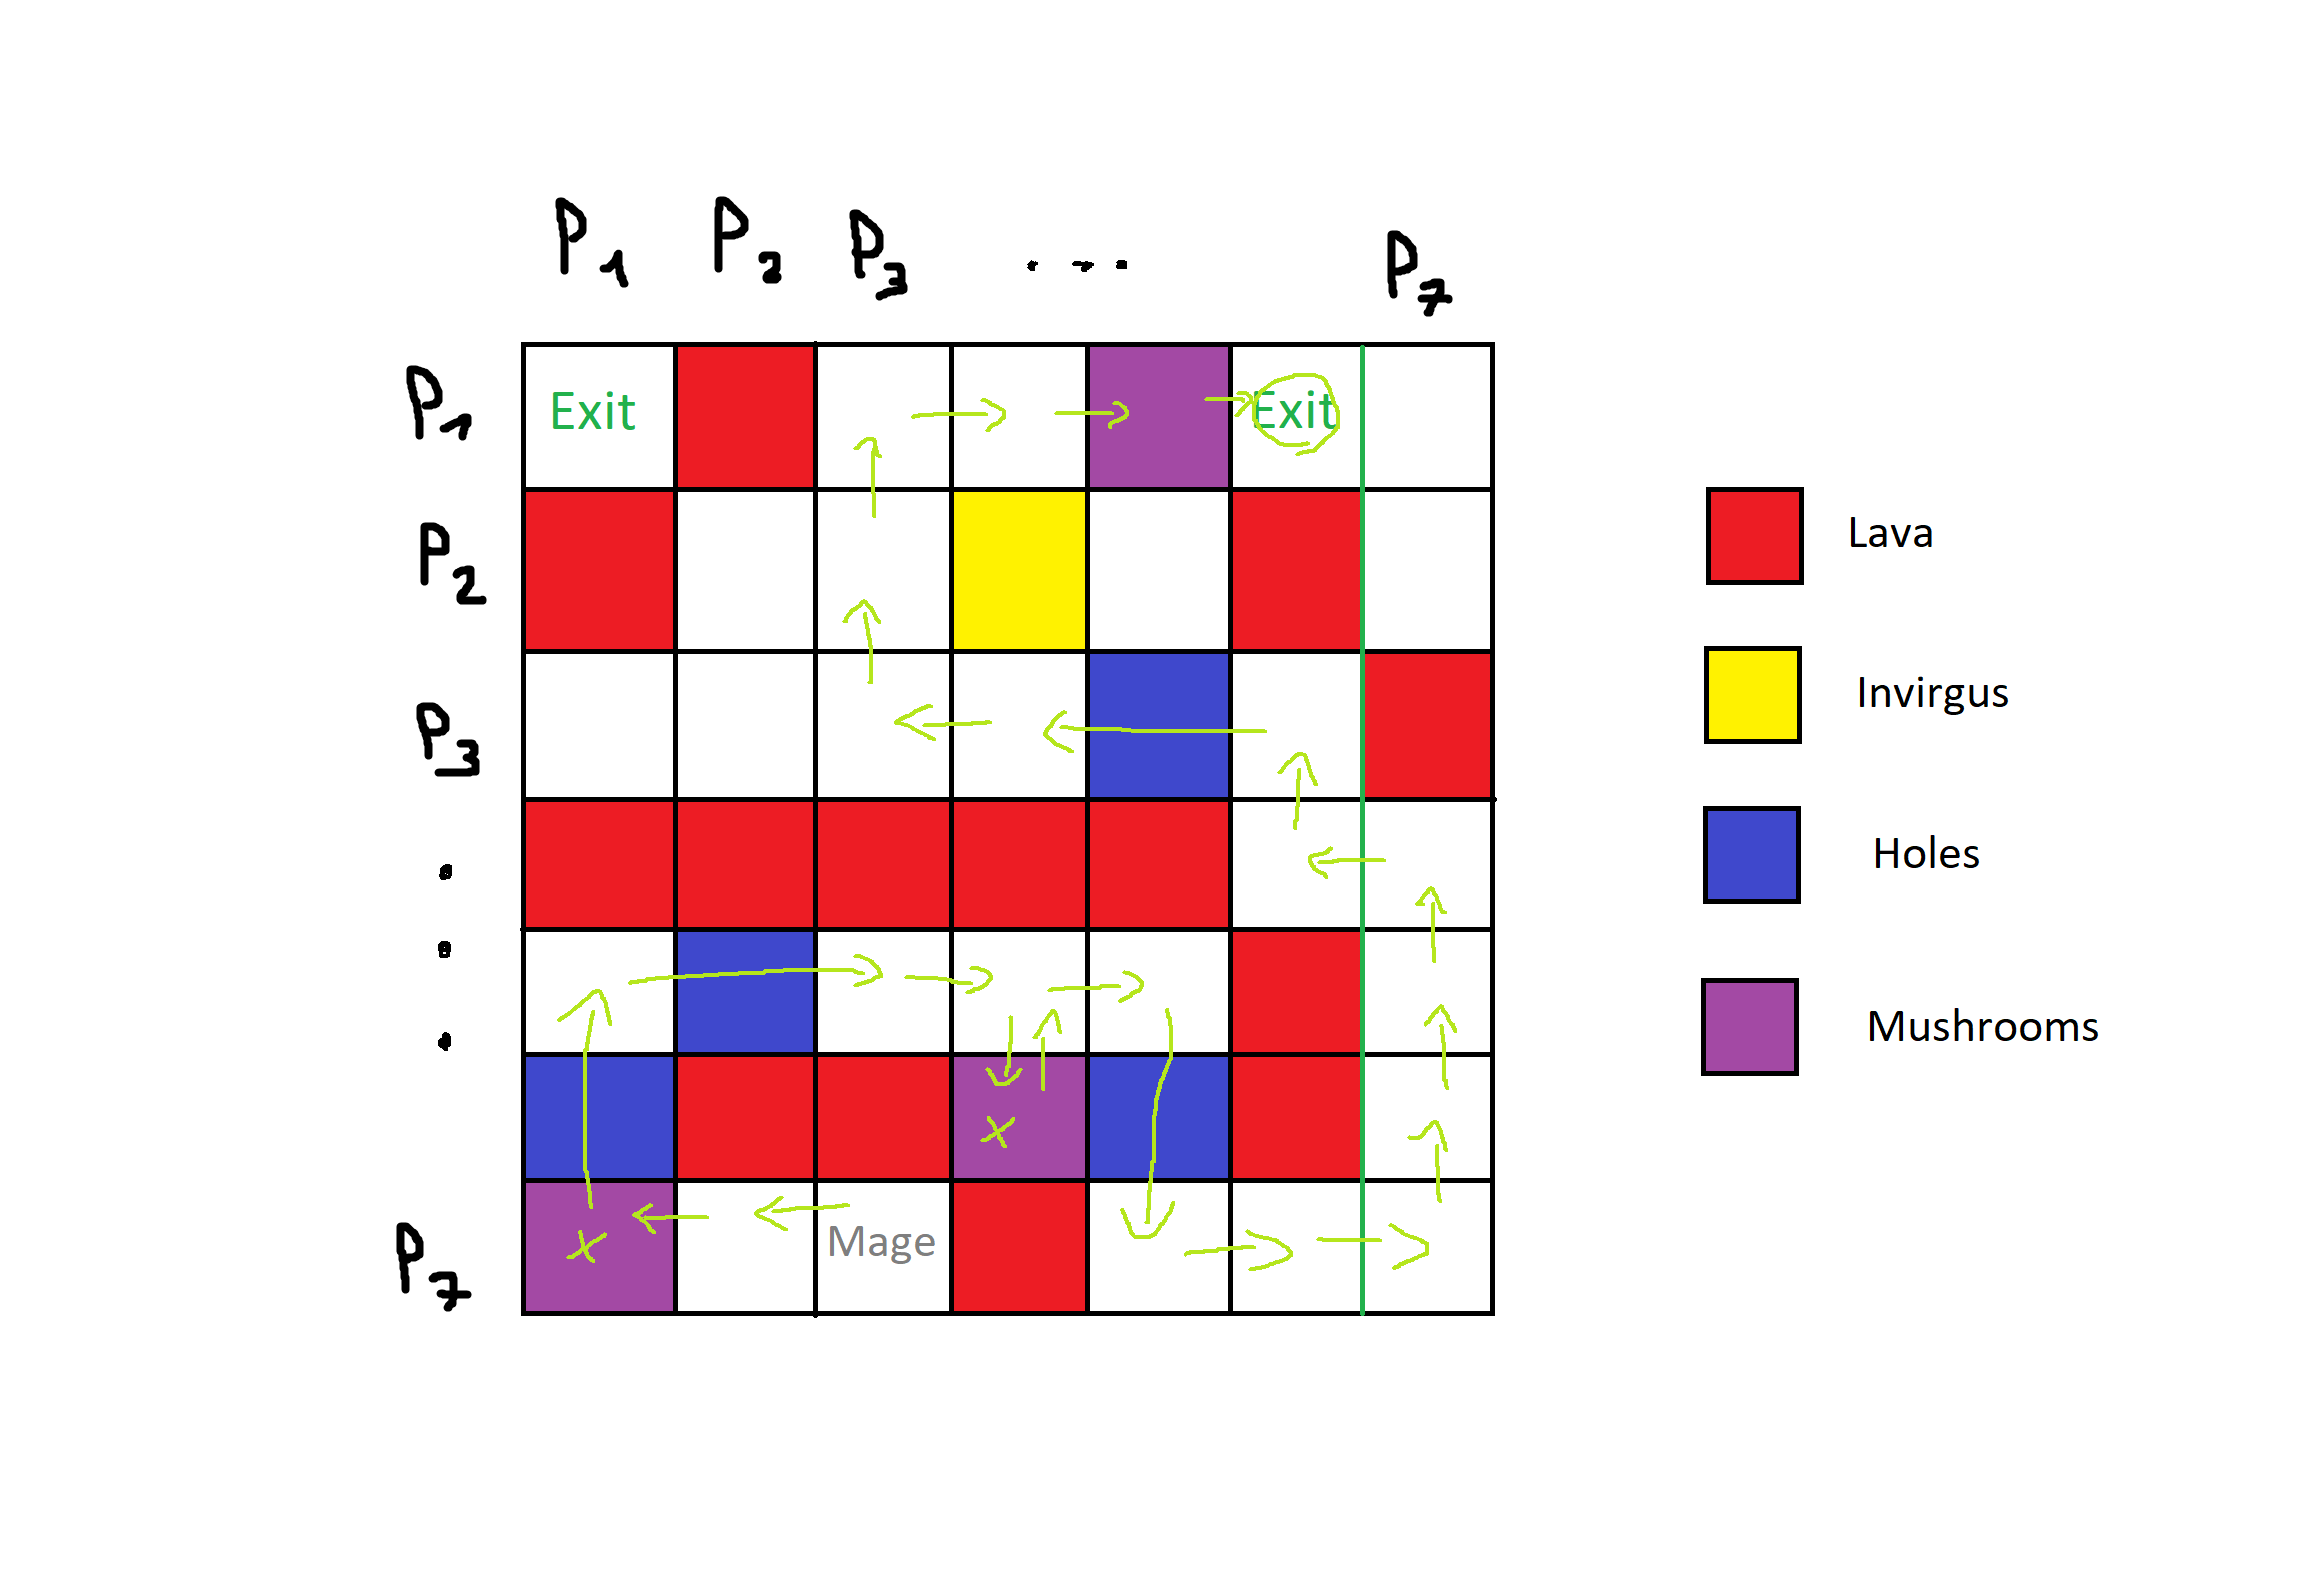 P1 P2 P3 ... P7
P1 Exit Exit
P2 Lava
Invirgus
P3
Holes
Mushrooms
x
P7 x Mage